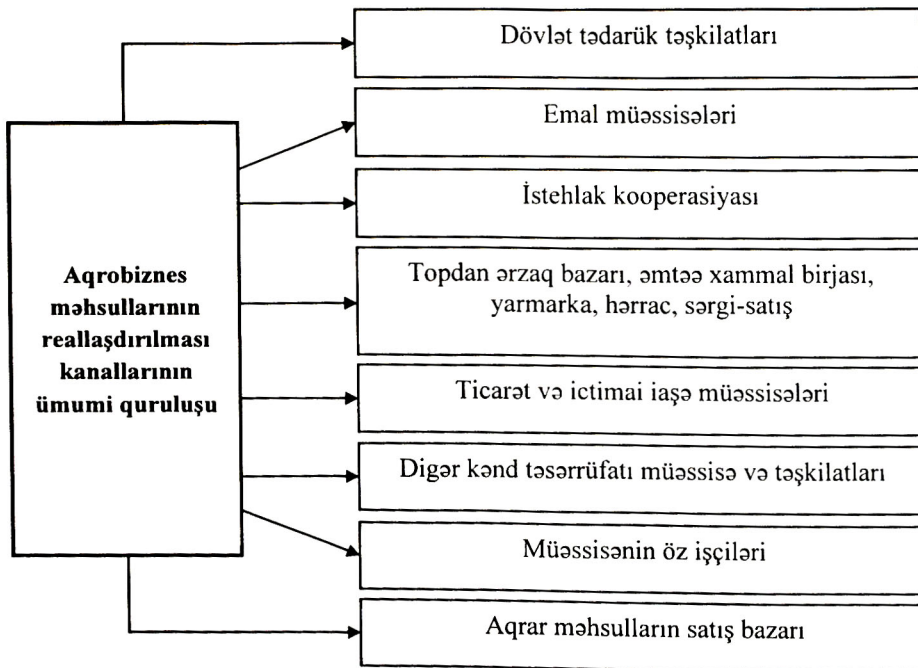 Dövlət tədarük təşkilatları
Emal müəssisələri
İstehlak kooperasiyası
Aqrobiznes
məhsullarının
reallaşdırılması
kanallarının
ümumi quruluşu
Topdan ərzaq bazarı, əmtəə xammal birjası,
yarmarka, hərrac, sərgi-satış
Ticarət və ictimai iaşə müəssisələri
Digər kənd təsərrüfatı müəssisə və təşkilatları
Müəssisənin öz işçiləri
Aqrar məhsulların satış bazarı